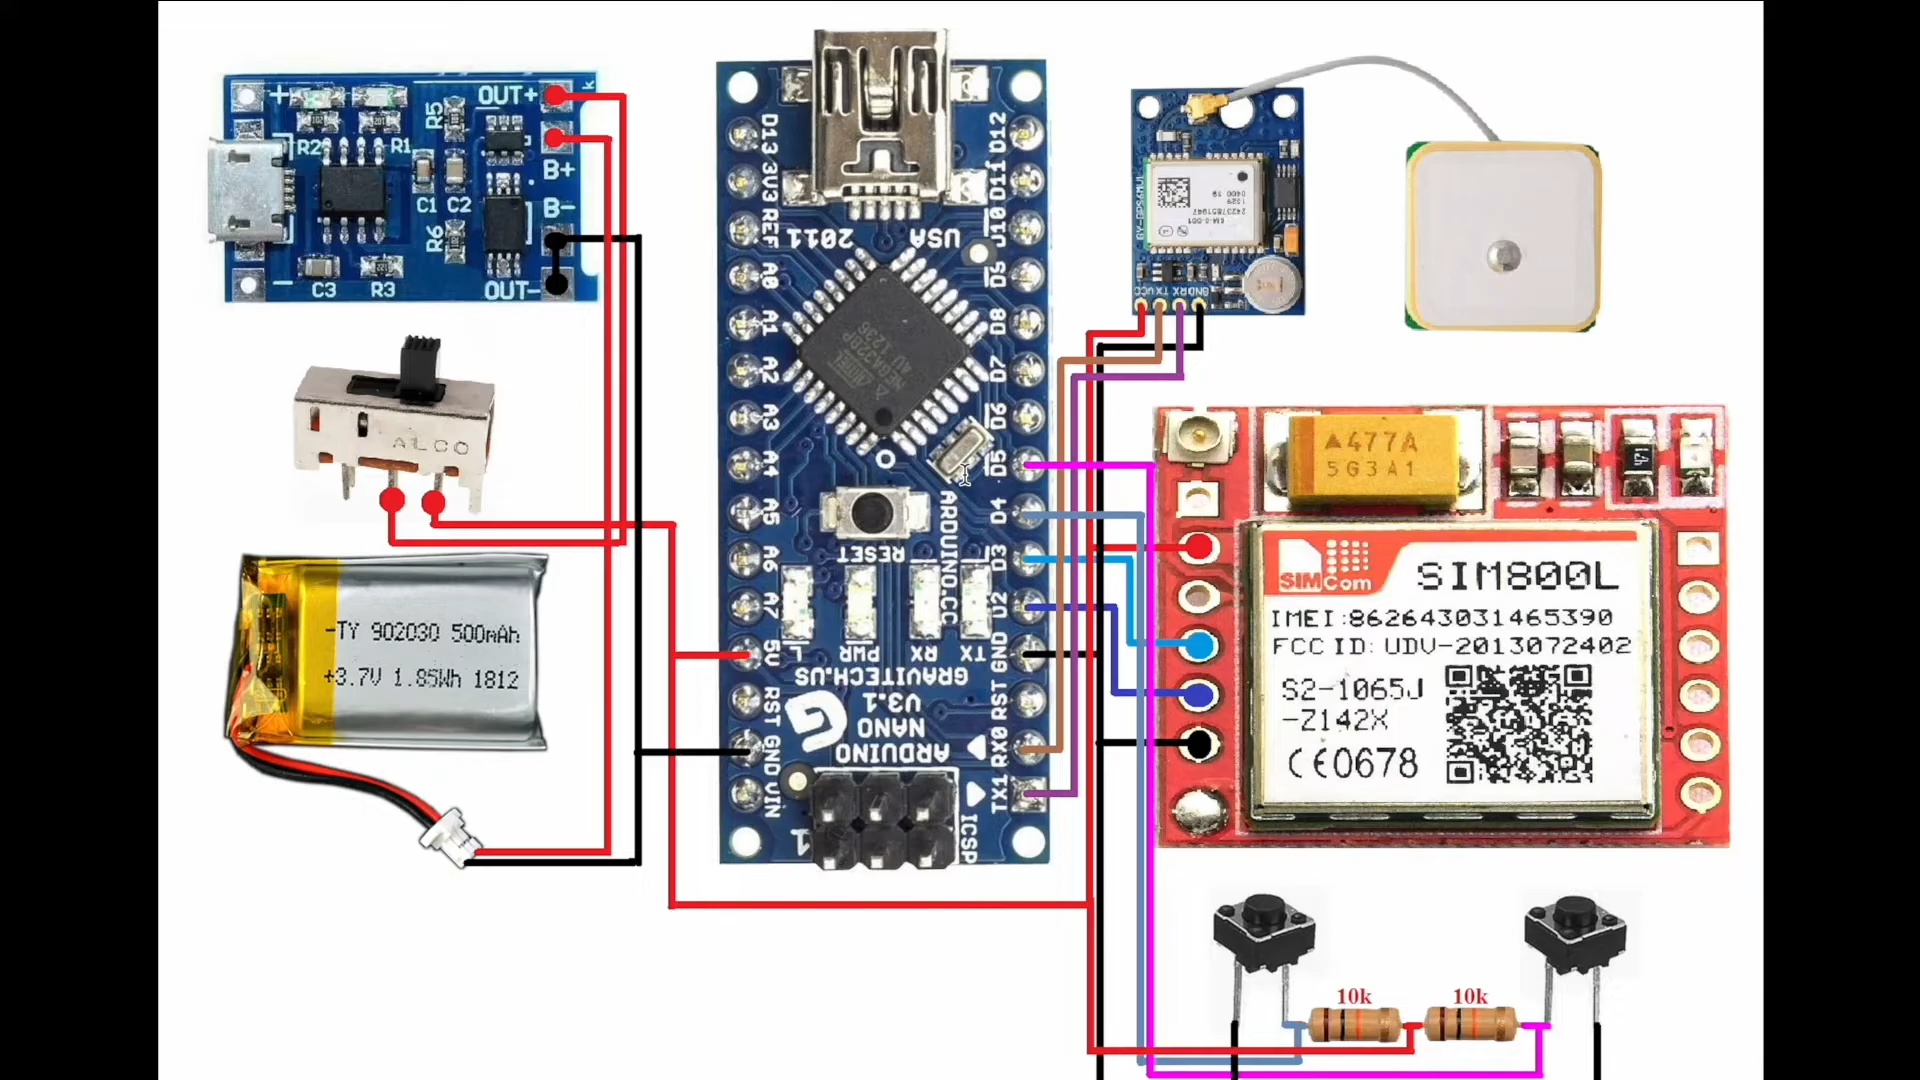 +
R2
R1
R5
OUT+
B+
C1
C2
B-
R6
C3
R3
-
OUT-
ALCO
-TY 902030 500mAh
+3.7V 1.85Wh 1812
D13
3V3
REF
A0
A1
A2
A3
A4
A5
A6
A7
5V
RST
GND
VIN
D12
D11
D8
D7
D6
D5
D4
D3
D2
GND
RST
RX0
TX1
2011
USA
RESET
ARDUINO.CC
L
PWR
RX
TX
GRAVITECH.US
V3.1
NANO
ARDUINO
1
ICSP
VCC
TX
RX
GND
477A
5G3A1
471
SIMCom
SIM800L
IMEI:862643031465390
FCC ID: UDV-2013072402
S2-1065J
-Z142X
CE0678
10k
10k